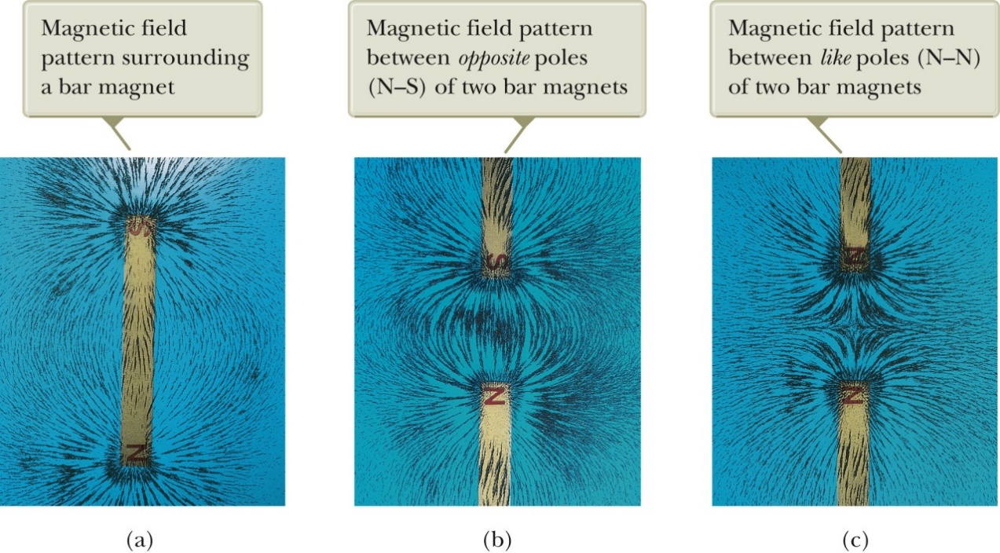 Magnetic field
pattern surrounding
a bar magnet
Magnetic field pattern
between opposite poles
(N–S) of two bar magnets
Magnetic field pattern
between like poles (N–N)
of two bar magnets
S
N
S
N
N
N
(a)
(b)
(c)